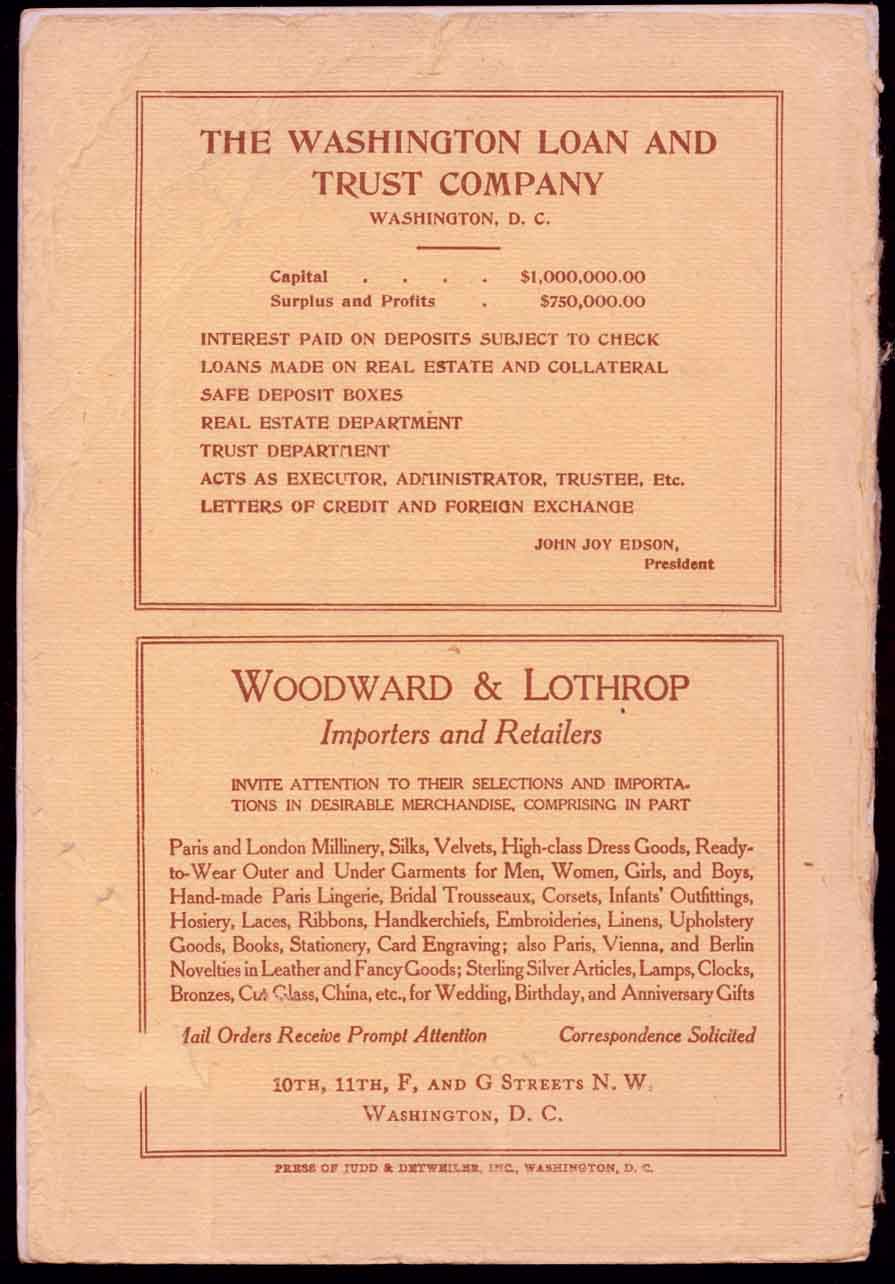 THE WASHINGTON LOAN AND
TRUST COMPANY
WASHINGTON, D. C.
Capital . . . . $1,000,000.00
Surplus and Profits . $750,000.00
INTEREST PAID ON DEPOSITS SUBJECT TO CHECK
LOANS MADE ON REAL ESTATE AND COLLATERAL
SAFE DEPOSIT BOXES
REAL ESTATE DEPARTMENT
TRUST DEPARTMENT
ACTS AS EXECUTOR, ADMINISTRATOR, TRUSTEE, Etc.
LETTERS OF CREDIT AND FOREIGN EXCHANGE
JOHN JOY EDSON,
President
WOODWARD & LOTHROP
Importers and Retailers
INVITE ATTENTION TO THEIR SELECTIONS AND IMPORTA-
TIONS IN DESIRABLE MERCHANDISE, COMPRISING IN PART
Paris and London Millinery, Silks, Velvets, High-class Dress Goods, Ready-
to-Wear Outer and Under Garments for Men, Women, Girls, and Boys,
Hand-made Paris Lingerie, Bridal Trousseaux, Corsets, Infants' Outfittings,
Hosiery, Laces, Ribbons, Handkerchiefs, Embroideries, Linens, Upholstery
Goods, Books, Stationery, Card Engraving; also Paris, Vienna, and Berlin
Novelties in Leather and Fancy Goods; Sterling Silver Articles, Lamps, Clocks,
Bronzes, Cut Glass, China, etc., for Wedding, Birthday, and Anniversary Gifts
Mail Orders Receive Prompt Attention Correspondence Solicited
10TH, 11TH, F, AND G STREETS N. W.
WASHINGTON, D. C.
PRESS OF JUDD & DETWEILER, INC., WASHINGTON, D. C.